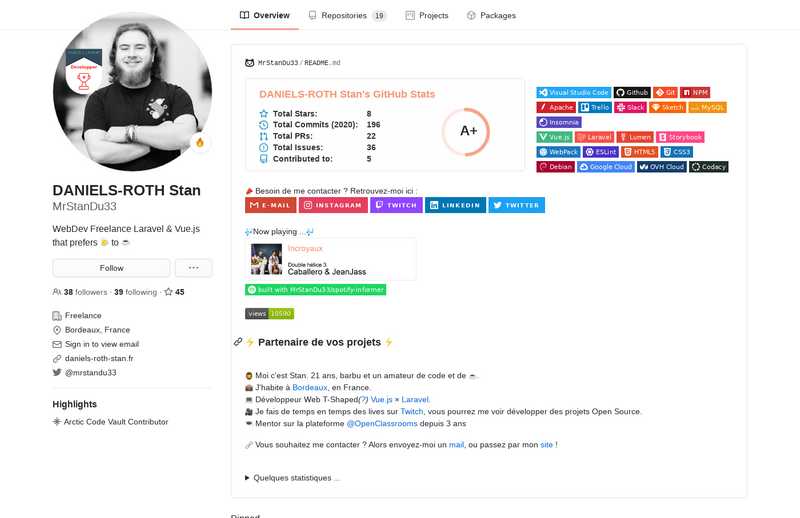 Overview
Repositories 19
Projects
Packages
Developper
DANIELS-ROTH Stan
MrStanDu33
WebDev Freelance Laravel & Vue.js
that prefers 🍺 to ☕
Follow
38 followers · 39 following · 45
Freelance
Bordeaux, France
Sign in to view email
daniels-roth-stan.fr
@mrstandu33
Highlights
Arctic Code Vault Contributor
MrStanDu33 / README.md
DANIELS-ROTH Stan's GitHub Stats
Total Stars: 8
Total Commits (2020): 196
Total PRs: 22
Total Issues: 36
Contributed to: 5
A+
Visual Studio Code Github Git NPM
Apache Trello Slack Sketch MySQL
Insomnia
Vue.js Laravel Lumen Storybook
WebPack ESLint HTML5 CSS3
Debian Google Cloud OVH Cloud Codacy
Besoin de me contacter ? Retrouvez-moi ici :
E-MAIL INSTAGRAM TWITCH LINKEDIN TWITTER
Now playing ...
Incroyaux
Double hélice 3
Caballero & JeanJass
built with MrStanDu33/spotify-informer
views 10590
⚡ Partenaire de vos projets ⚡
Moi c'est Stan, 21 ans, barbu et un amateur de code et de ☕.
J'habite à Bordeaux, en France.
Développeur Web T-Shaped(?) Vue.js × Laravel.
Je fais de temps en temps des lives sur Twitch, vous pourrez me voir développer des projets Open Source.
Mentor sur la plateforme @OpenClassrooms depuis 3 ans
Vous souhaitez me contacter ? Alors envoyez-moi un mail, ou passez par mon site !
Quelques statistiques ...
Pinned